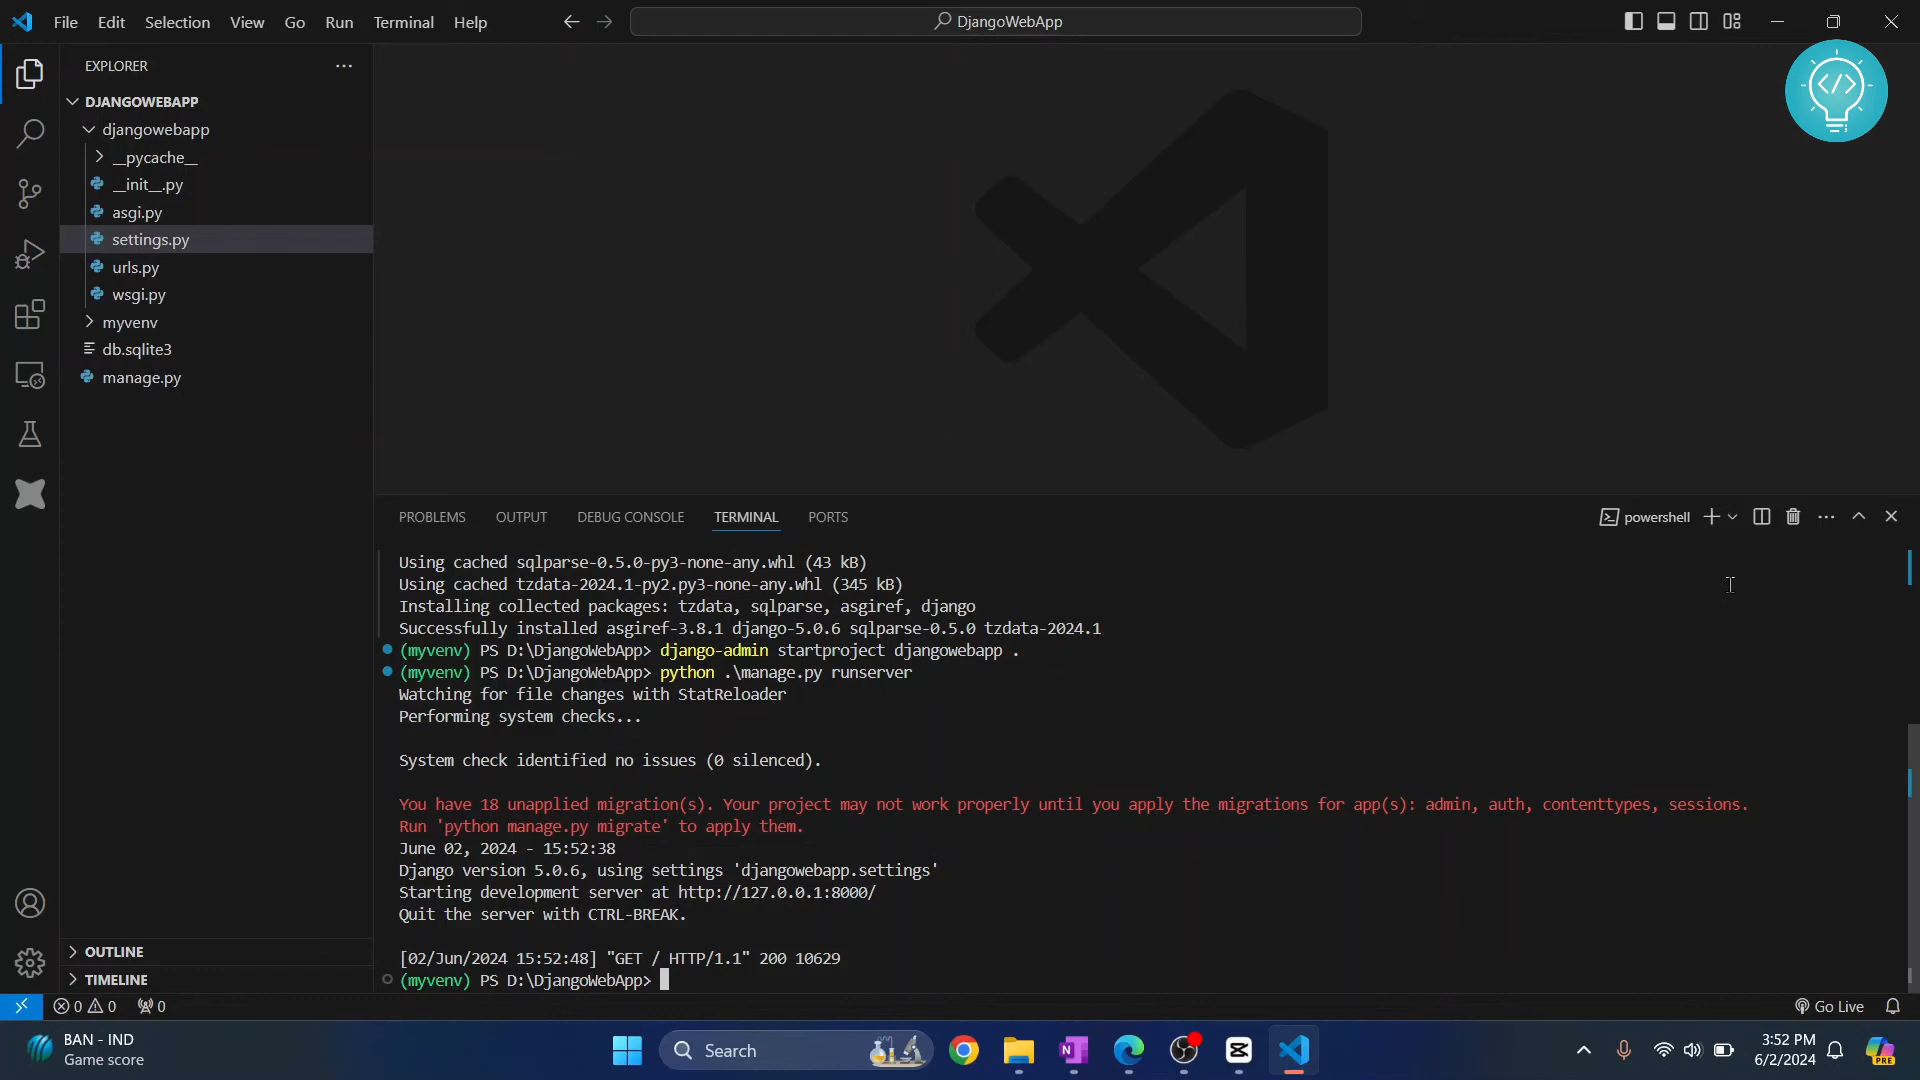 File Edit Selection View Go Run Terminal Help
DjangoWebApp
</>
EXPLORER
DJANGOWEBAPP
djangowebapp
__pycache__
__init__.py
asgi.py
settings.py
urls.py
wsgi.py
myvenv
db.sqlite3
manage.py
OUTLINE
TIMELINE
PROBLEMS OUTPUT DEBUG CONSOLE TERMINAL PORTS
powershell
Using cached sqlparse-0.5.0-py3-none-any.whl (43 kB)
Using cached tzdata-2024.1-py2.py3-none-any.whl (345 kB)
Installing collected packages: tzdata, sqlparse, asgiref, django
Successfully installed asgiref-3.8.1 django-5.0.6 sqlparse-0.5.0 tzdata-2024.1
(myvenv) PS D:\DjangoWebApp> django-admin startproject djangowebapp .
(myvenv) PS D:\DjangoWebApp> python .\manage.py runserver
Watching for file changes with StatReloader
Performing system checks...
System check identified no issues (0 silenced).
You have 18 unapplied migration(s). Your project may not work properly until you apply the migrations for app(s): admin, auth, contenttypes, sessions.
Run 'python manage.py migrate' to apply them.
June 02, 2024 - 15:52:38
Django version 5.0.6, using settings 'djangowebapp.settings'
Starting development server at http://127.0.0.1:8000/
Quit the server with CTRL-BREAK.
[02/Jun/2024 15:52:48] "GET / HTTP/1.1" 200 10629
(myvenv) PS D:\DjangoWebApp>
0 0 0
Go Live
BAN - IND
Game score
Search
3:52 PM
6/2/2024
PRE